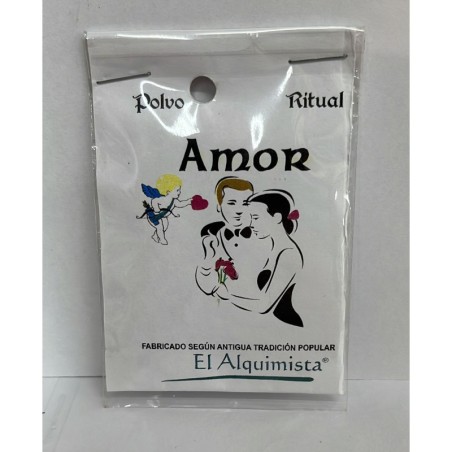 Polvo Ritual
Amor
FABRICADO SEGÚN ANTIGUA TRADICIÓN POPULAR
El Alquimista®